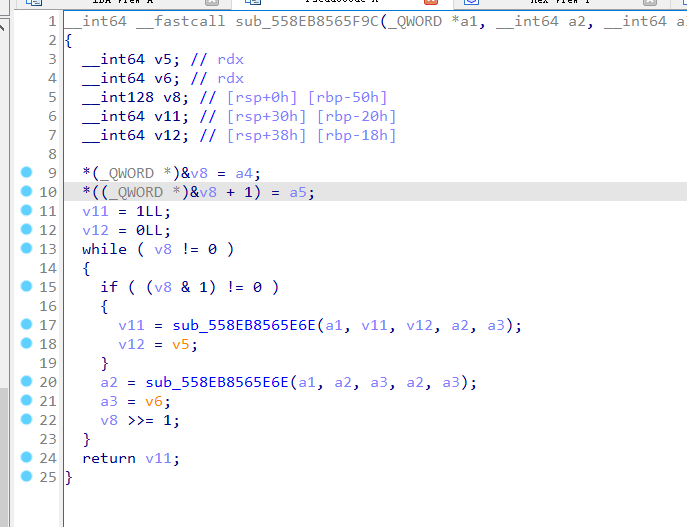 __int64 __fastcall sub_558EB8565F9C(_QWORD *a1, __int64 a2, __int64 a
1
2 {
3 __int64 v5; // rdx
4 __int64 v6; // rdx
5 __int128 v8; // [rsp+0h] [rbp-50h]
6 __int64 v11; // [rsp+30h] [rbp-20h]
7 __int64 v12; // [rsp+38h] [rbp-18h]
8
9 *(_QWORD *)&v8 = a4;
10 *((_QWORD *)&v8 + 1) = a5;
11 v11 = 1LL;
12 v12 = 0LL;
13 while ( v8 != 0 )
14 {
15 if ( (v8 & 1) != 0 )
16 {
17 v11 = sub_558EB8565E6E(a1, v11, v12, a2, a3);
18 v12 = v5;
19 }
20 a2 = sub_558EB8565E6E(a1, a2, a3, a2, a3);
21 a3 = v6;
22 v8 >>= 1;
23 }
24 return v11;
25 }